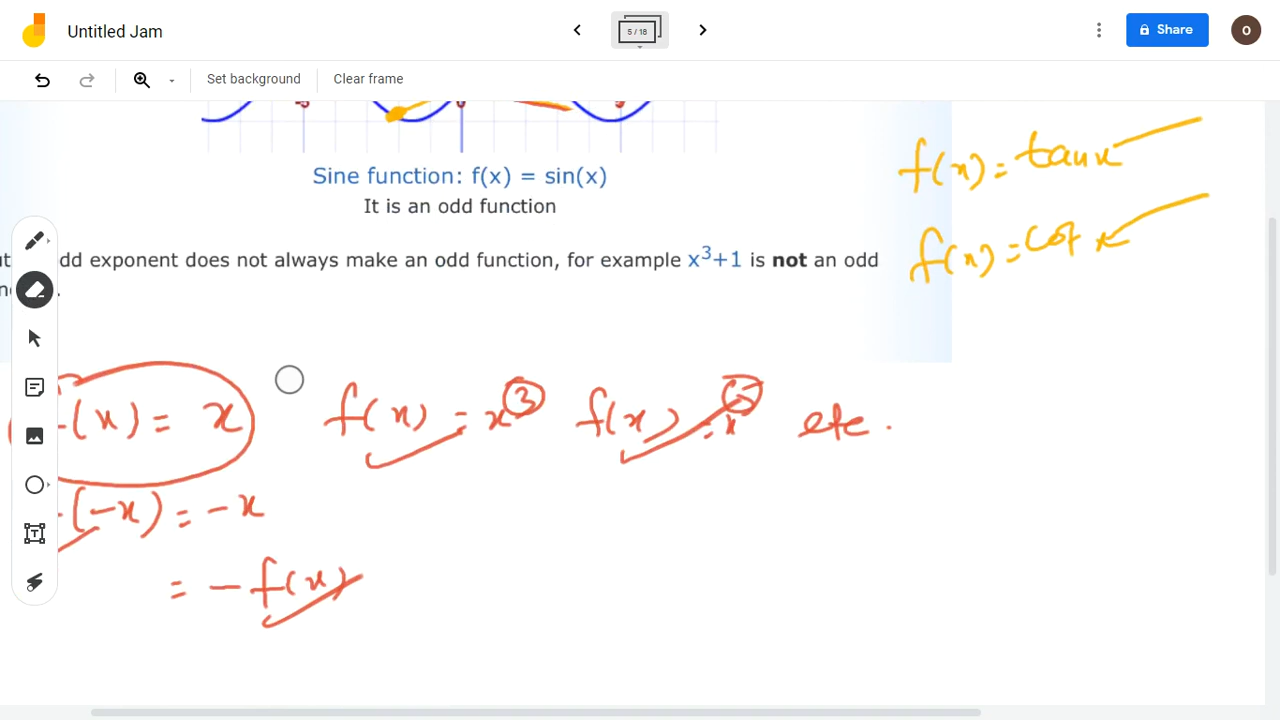 Untitled Jam
5 / 18
Share
O
Set background
Clear frame
Sine function: f(x) = sin(x)
It is an odd function
dd exponent does not always make an odd function, for example x³+1 is not an odd
f(x) = tan x
f(x) = cot x
(x) = x
f(x) = x³
f(x) = x
etc.
(-x) = -x
= - f(x)